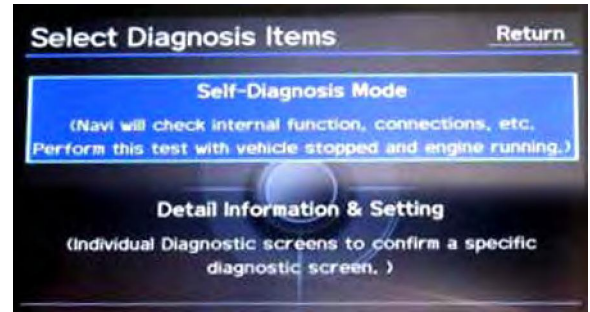 Select Diagnosis Items
Return
Self-Diagnosis Mode
(Navi will check internal function, connections, etc.
Perform this test with vehicle stopped and engine running.)
Detail Information & Setting
(Individual Diagnostic screens to confirm a specific
diagnostic screen. )